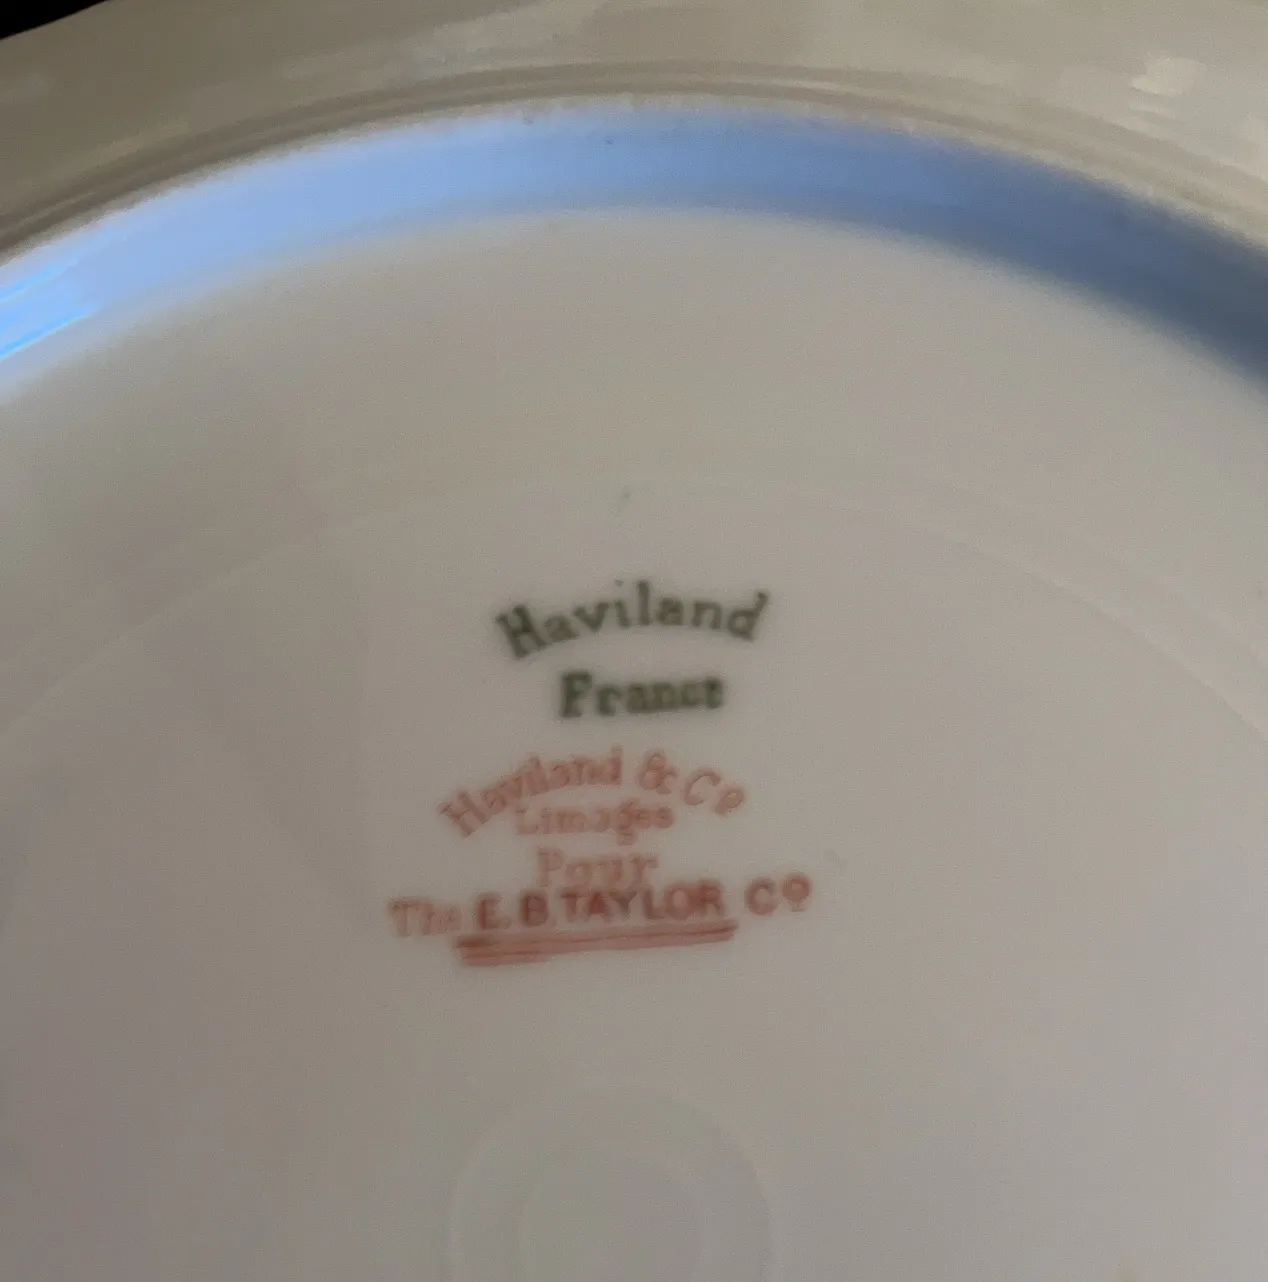 Haviland
France
Haviland & Co
Limoges
Pour
The E. B. TAYLOR Co